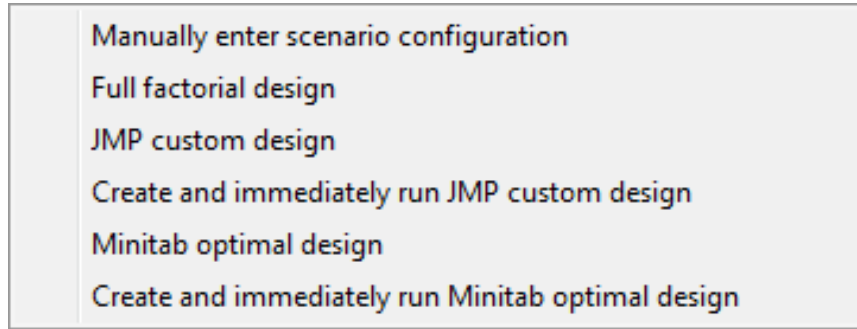 Manually enter scenario configuration
Full factorial design
JMP custom design
Create and immediately run JMP custom design
Minitab optimal design
Create and immediately run Minitab optimal design